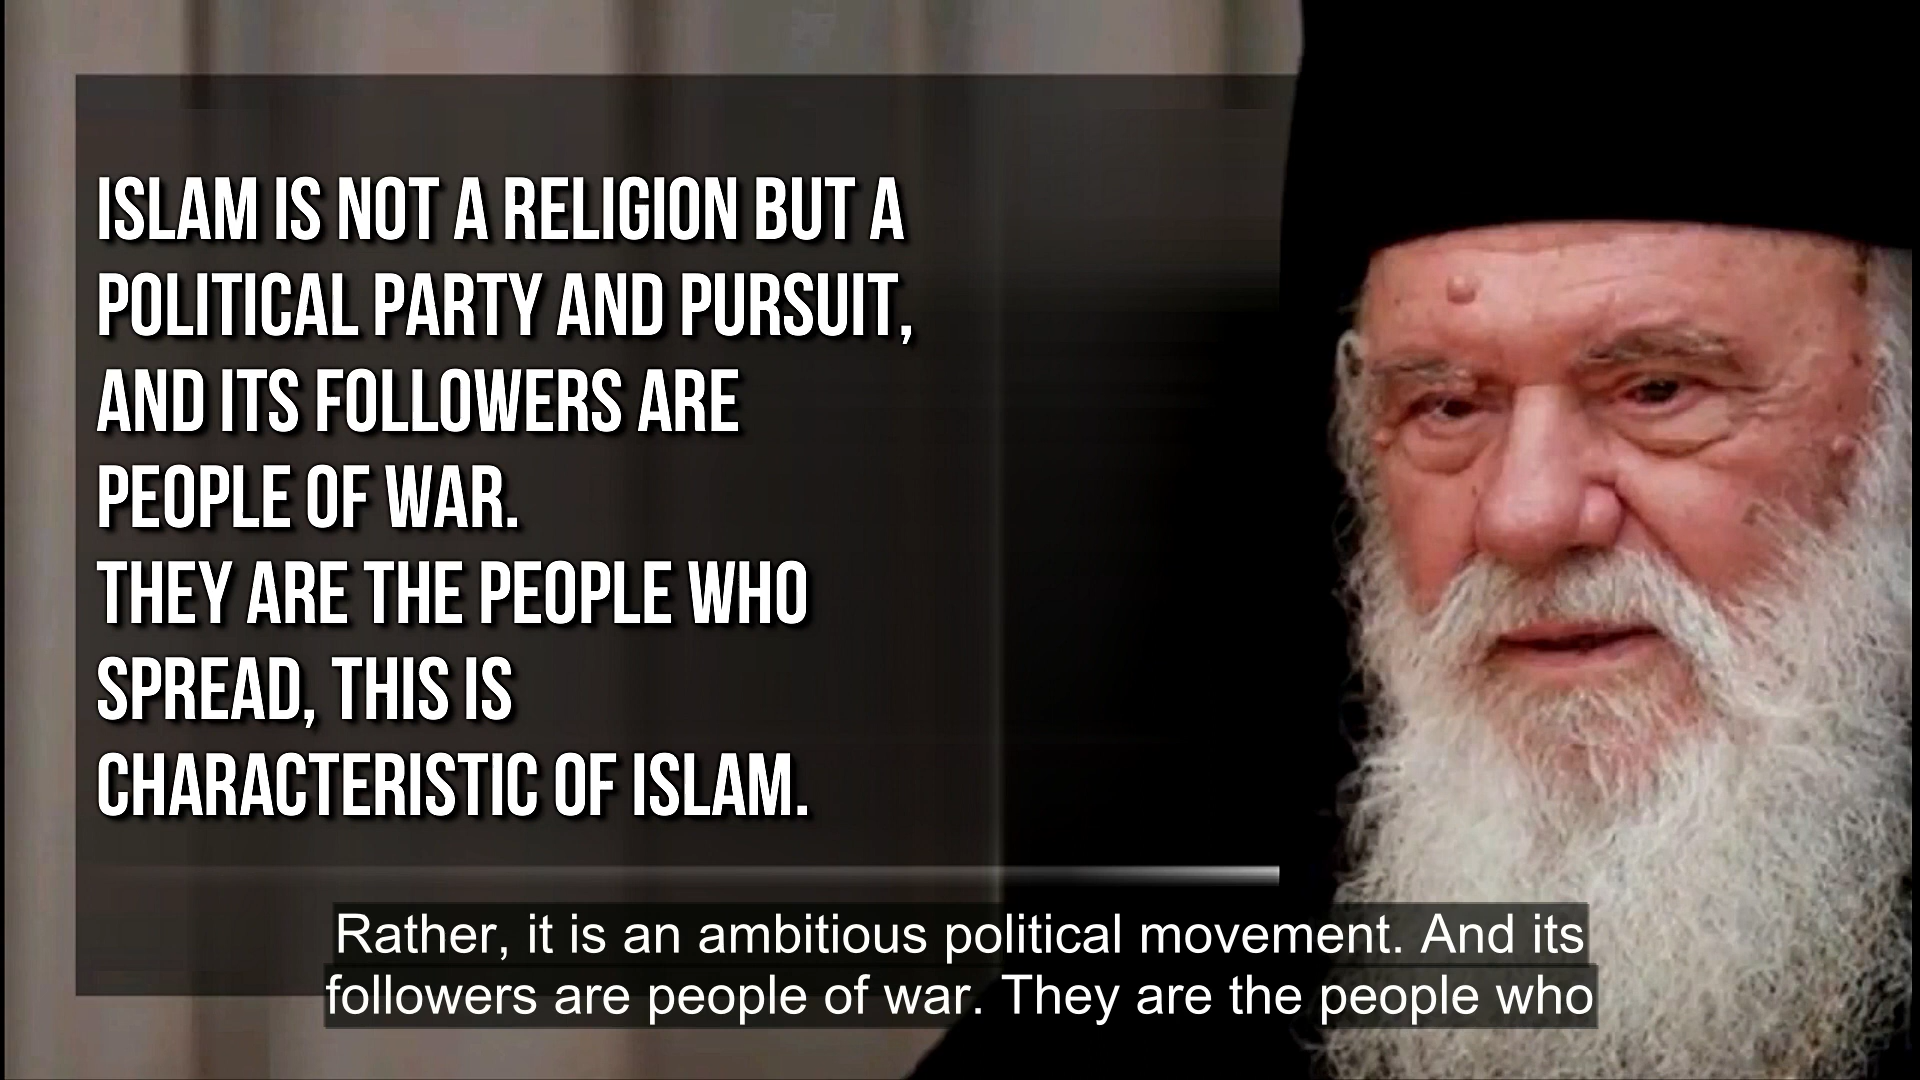 ISLAM IS NOT A RELIGION BUT A
POLITICAL PARTY AND PURSUIT,
AND ITS FOLLOWERS ARE
PEOPLE OF WAR.
THEY ARE THE PEOPLE WHO
SPREAD, THIS IS
CHARACTERISTIC OF ISLAM.
Rather, it is an ambitious political movement. And its
followers are people of war. They are the people who